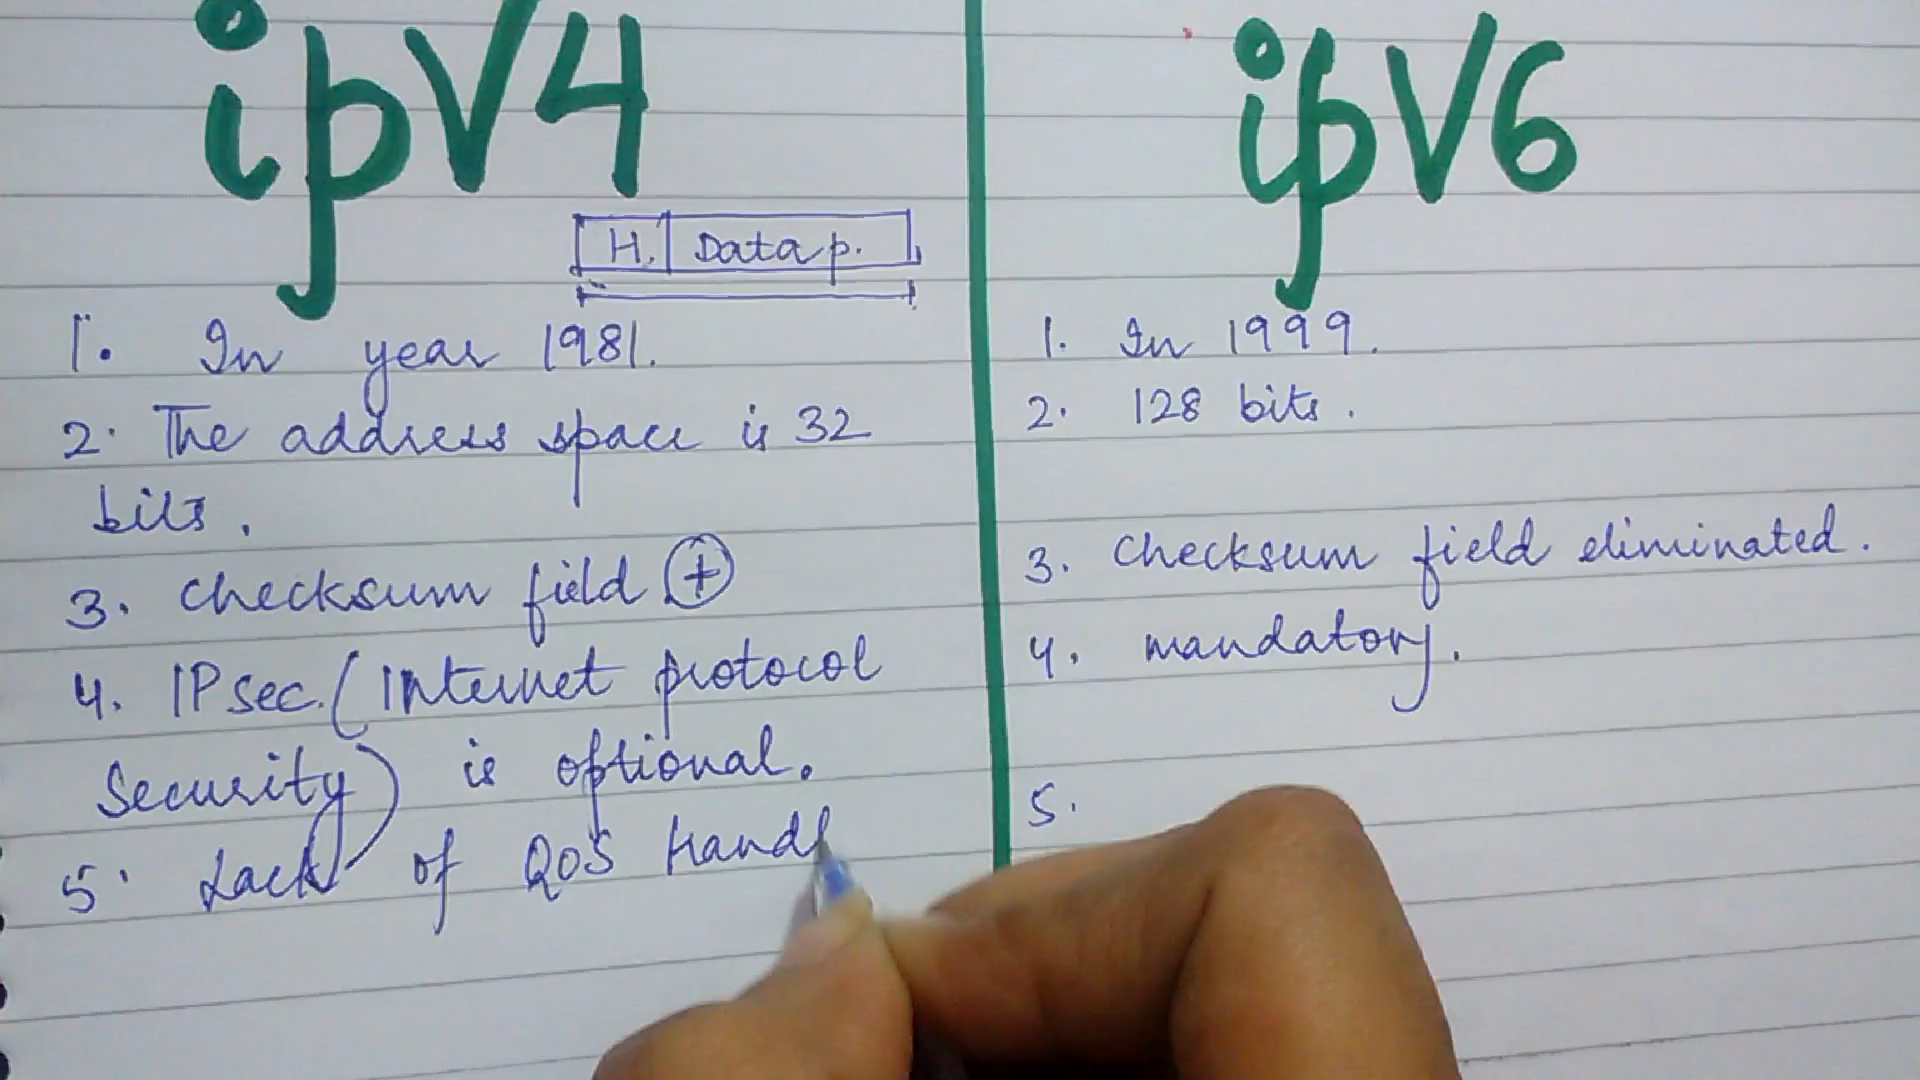 ipV4
H. Data p.
1. In year 1981.
2. The address space is 32
bits.
3. Checksum field +
4. IPsec. (Internet protocol
Security) is optional.
5. Lack of QOS Handl
ipV6
1. In 1999.
2. 128 bits.
3. Checksum field eliminated.
4. mandatory.
5.